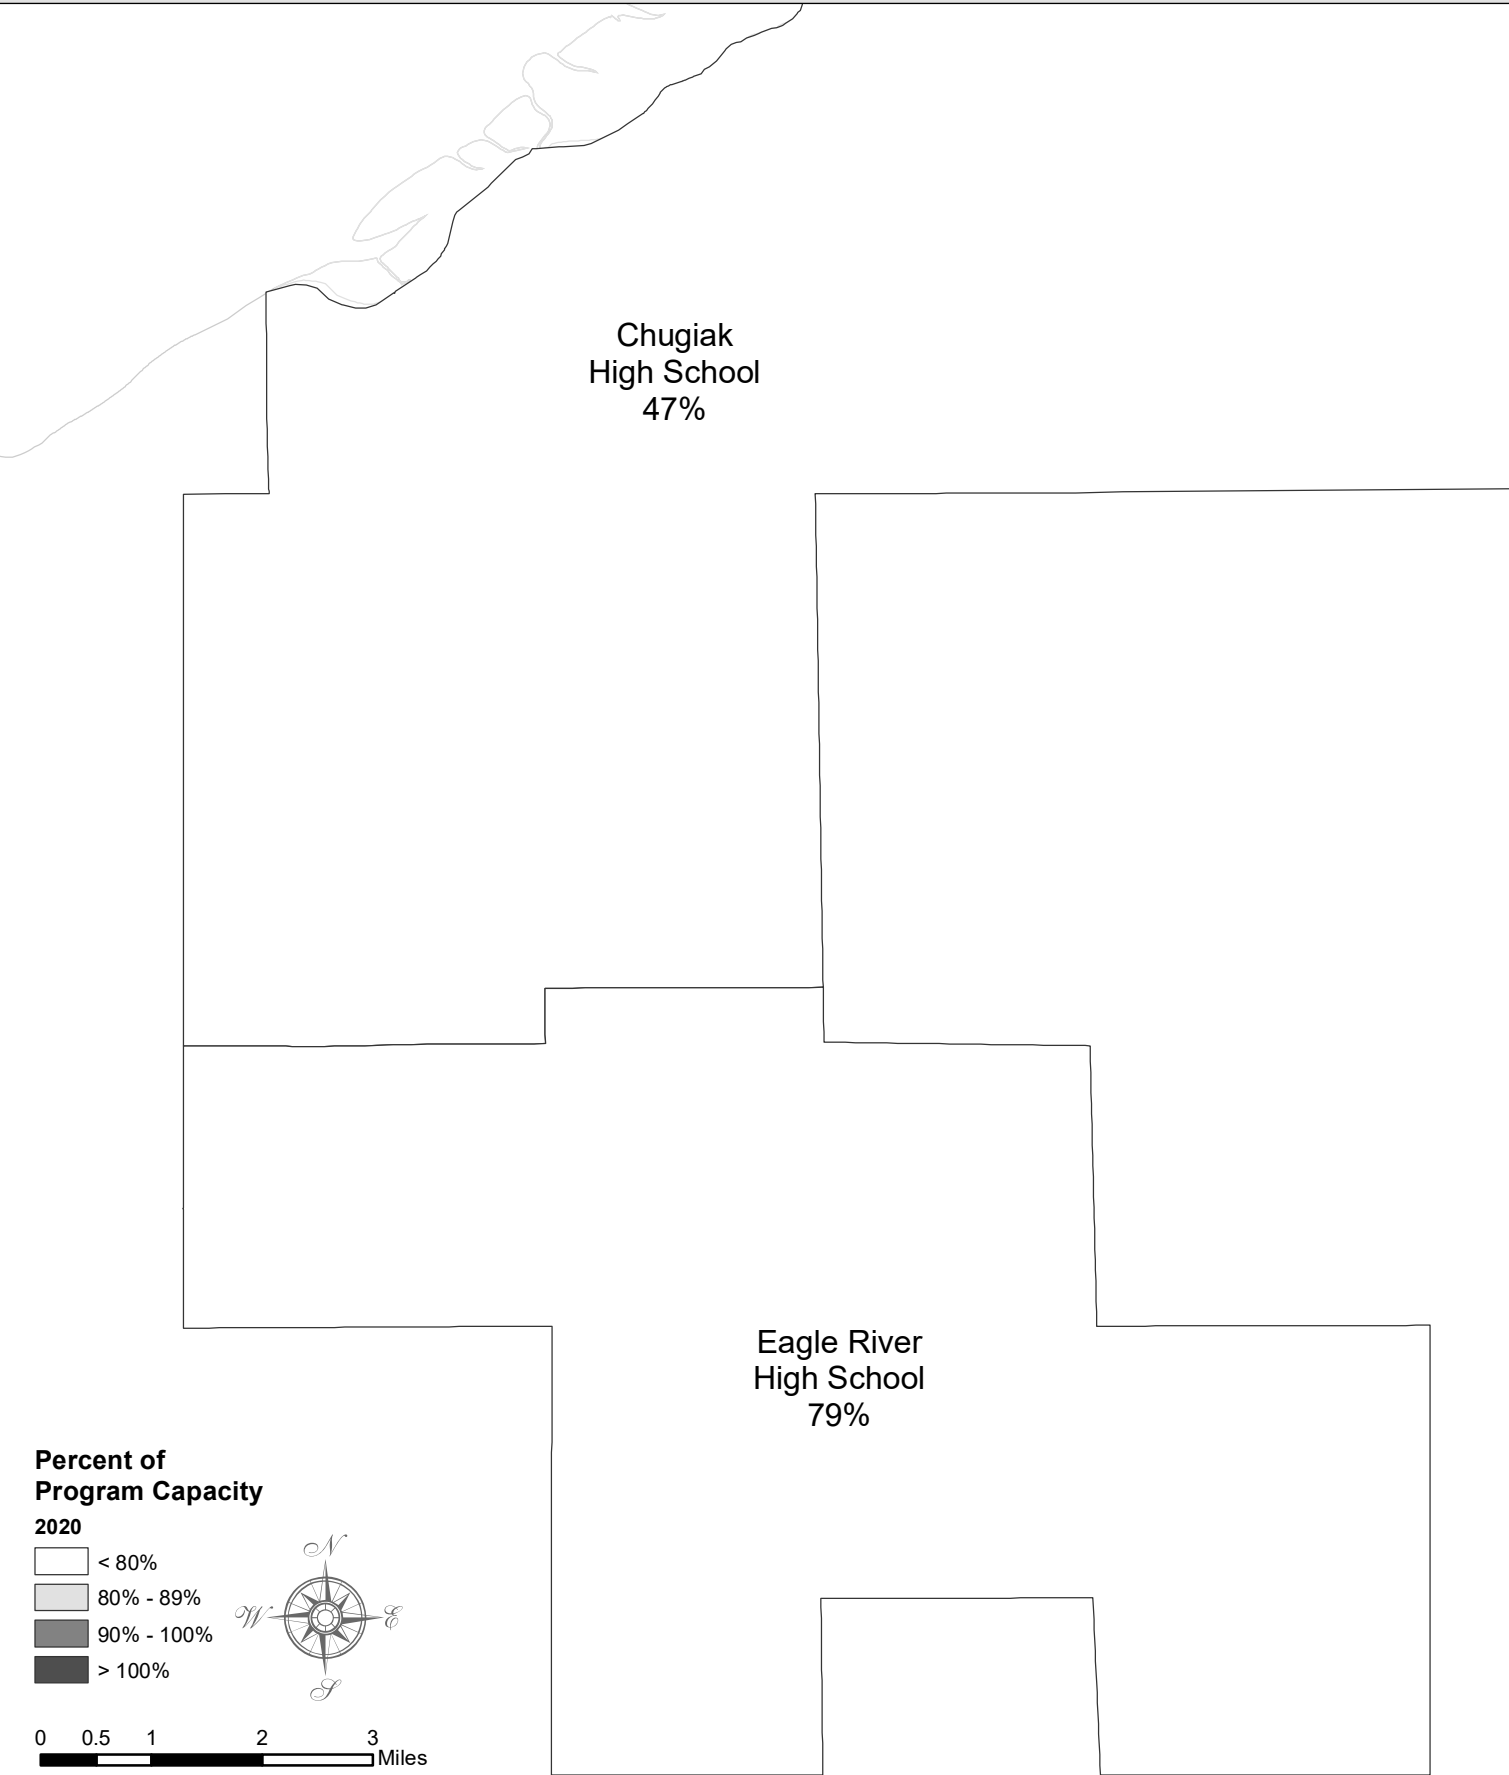 Chugiak
High School
47%
Eagle River
High School
79%
Percent of
Program Capacity
2020
< 80%
80% - 89%
90% - 100%
> 100%
N
W
E
S
0 0.5 1 2 3
Miles